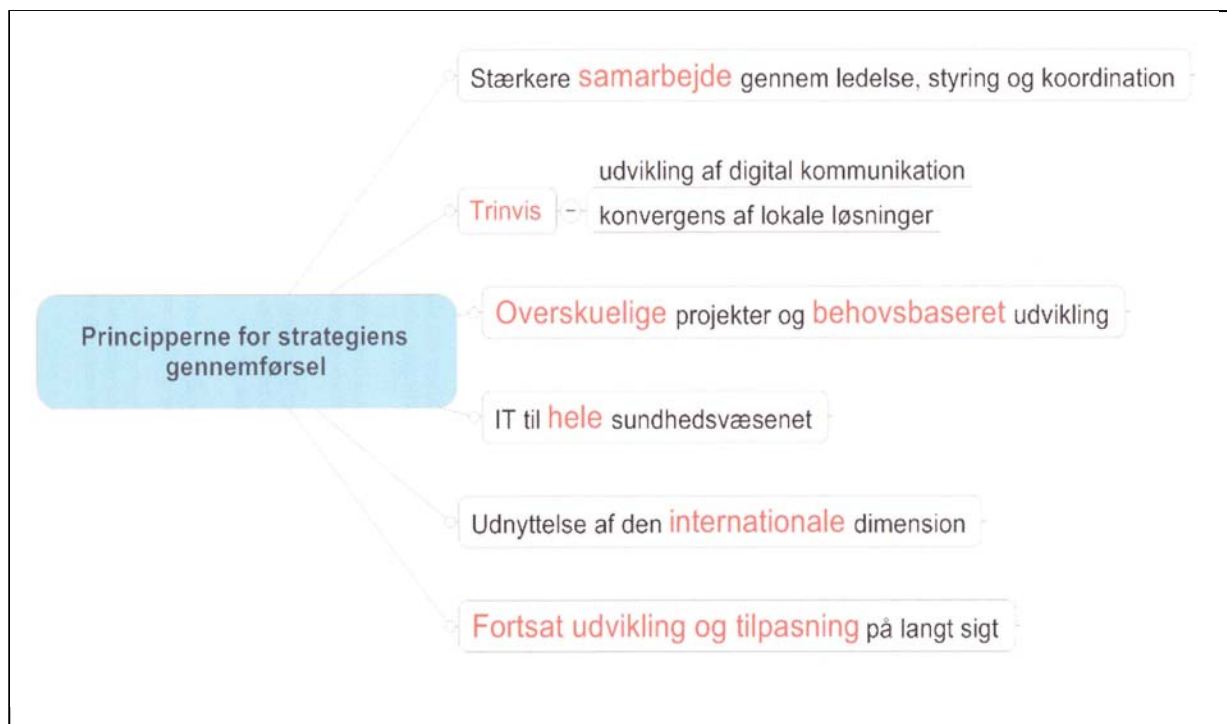 Stærkere samarbejde gennem ledelse, styring og koordination
udvikling af digital kommunikation
Trinvis
konvergens af lokale løsninger
Overskuelige projekter og behovsbaseret udvikling
Principperne for strategiens
gennemførsel
IT til hele sundhedsvæsenet
Udnyttelse af den internationale dimension
Fortsat udvikling og tilpasning på langt sigt